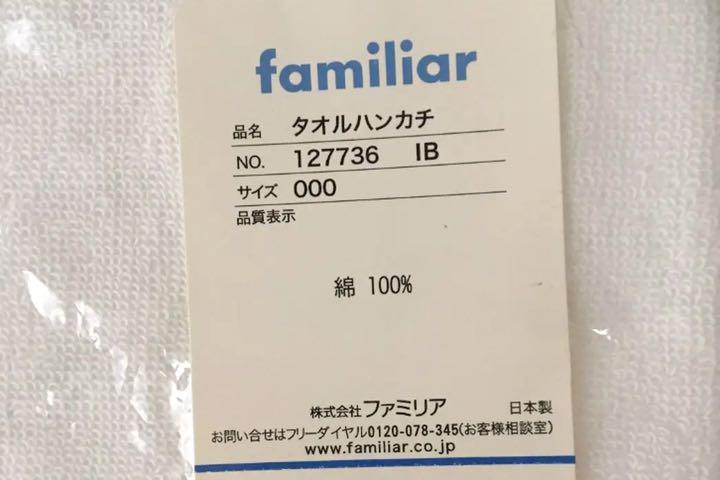 familiar
品名 タオルハンカチ
NO. 127736 IB
サイズ 000
品質表示
綿 100%
株式会社ファミリア 日本製
お問い合せはフリーダイヤル0120-078-345(お客様相談室)
www.familiar.co.jp